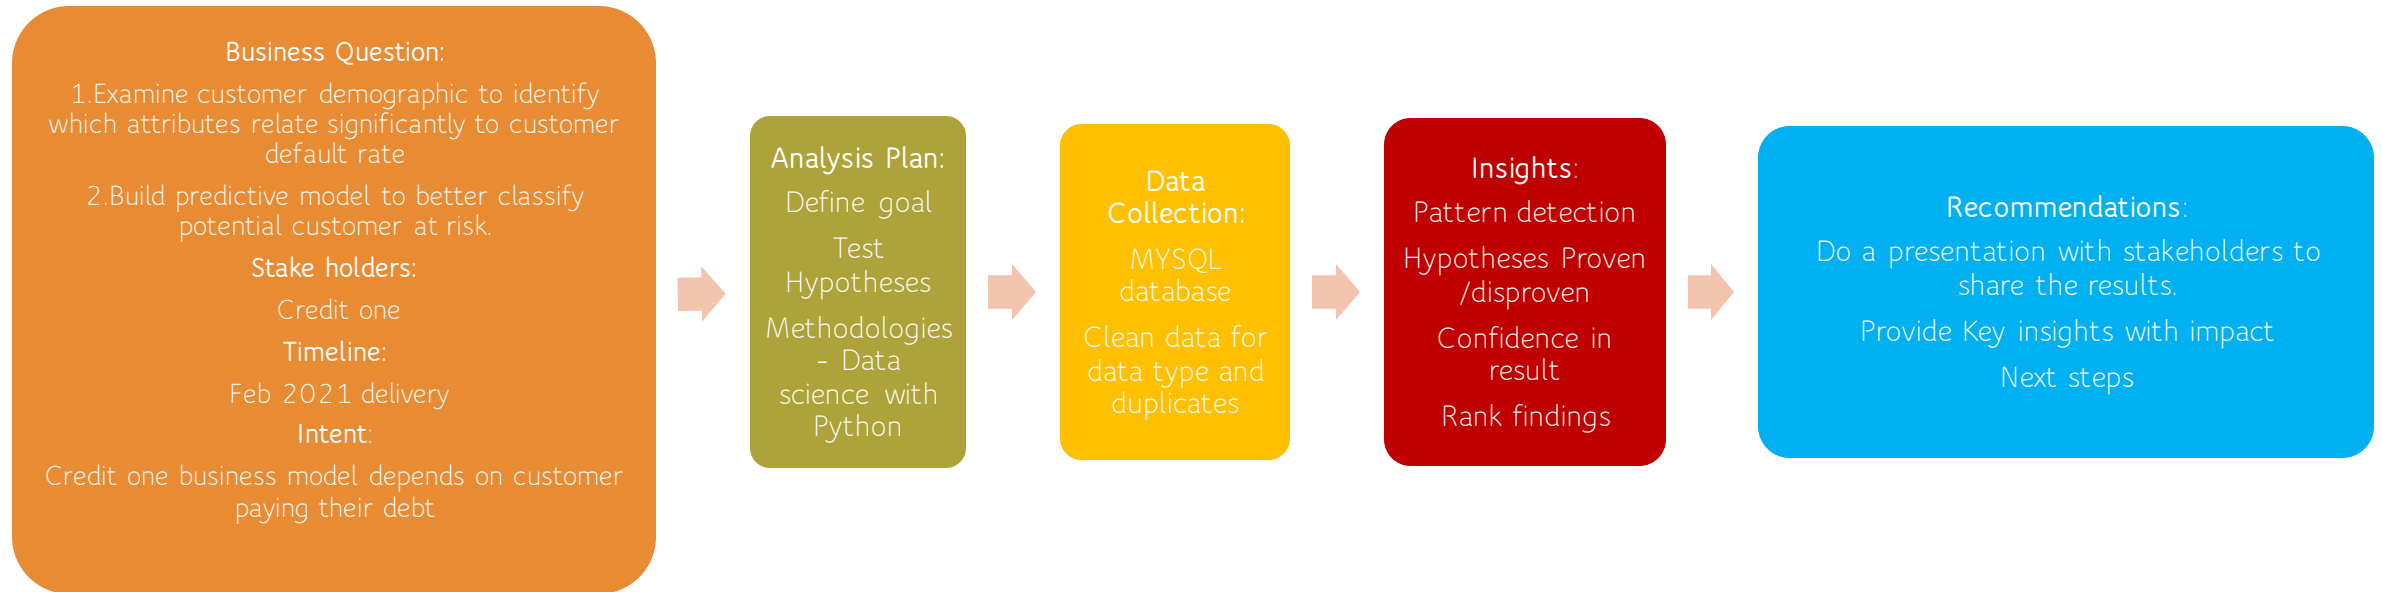 Business Question:
1.Examine customer demographic to identify
which attributes relate significantly to customer
default rate
2.Build predictive model to better classify
potential customer at risk.
Stake holders:
Credit one
Timeline:
Feb 2021 delivery
Intent:
Credit one business model depends on customer
paying their debt
Analysis Plan:
Define goal
Test
Hypotheses
Methodologies
- Data
science with
Python
Data
Collection:
MYSQL
database
Clean data for
data type and
duplicates
Insights:
Pattern detection
Hypotheses Proven
/disproven
Confidence in
result
Rank findings
Recommendations:
Do a presentation with stakeholders to
share the results.
Provide Key insights with impact
Next steps